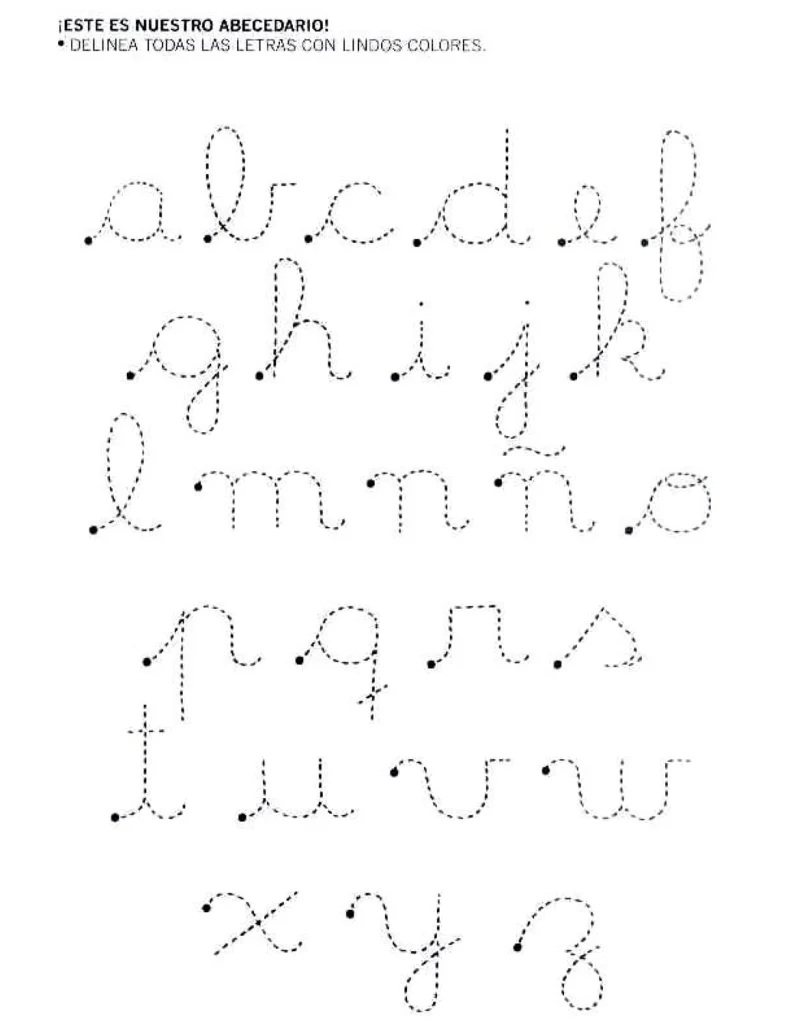 ¡ESTE ES NUESTRO ABECEDARIO!
• DELINEA TODAS LAS LETRAS CON LINDOS COLORES.
a b c d e f
g h i j k
l m n ñ o
p q r s
t u v w
x y z